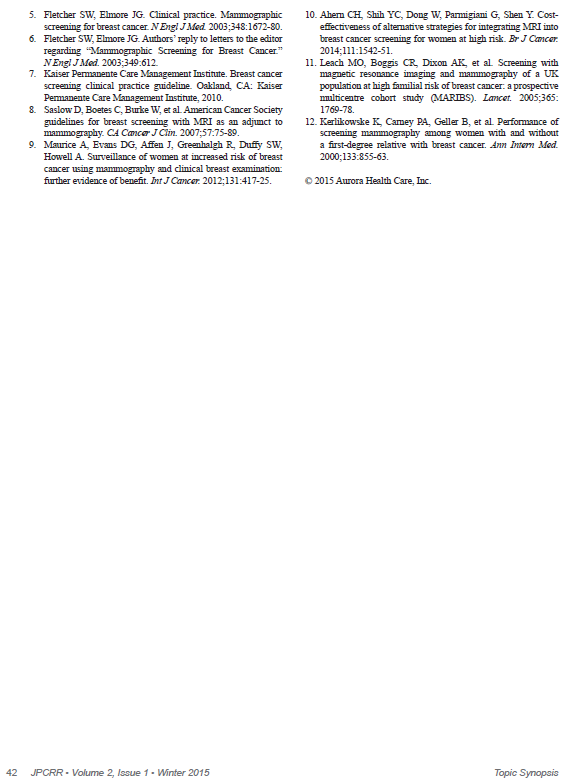 5. Fletcher SW, Elmore JG. Clinical practice. Mammographic
screening for breast cancer. N Engl J Med. 2003;348:1672-80.
6. Fletcher SW, Elmore JG. Authors' reply to letters to the editor
regarding “Mammographic Screening for Breast Cancer.”
N Engl J Med. 2003;349:612.
7. Kaiser Permanente Care Management Institute. Breast cancer
screening clinical practice guideline. Oakland, CA: Kaiser
Permanente Care Management Institute, 2010.
8. Saslow D, Boetes C, Burke W, et al. American Cancer Society
guidelines for breast screening with MRI as an adjunct to
mammography. CA Cancer J Clin. 2007;57:75-89.
9. Maurice A, Evans DG, Affen J, Greenhalgh R, Duffy SW,
Howell A. Surveillance of women at increased risk of breast
cancer using mammography and clinical breast examination:
further evidence of benefit. Int J Cancer. 2012;131:417-25.
10. Ahern CH, Shih YC, Dong W, Parmigiani G, Shen Y. Cost-
effectiveness of alternative strategies for integrating MRI into
breast cancer screening for women at high risk. Br J Cancer.
2014;111:1542-51.
11. Leach MO, Boggis CR, Dixon AK, et al. Screening with
magnetic resonance imaging and mammography of a UK
population at high familial risk of breast cancer: a prospective
multicentre cohort study (MARIBS). Lancet. 2005;365:
1769-78.
12. Kerlikowske K, Carney PA, Geller B, et al. Performance of
screening mammography among women with and without
a first-degree relative with breast cancer. Ann Intern Med.
2000;133:855-63.
© 2015 Aurora Health Care, Inc.
42 JPCRR • Volume 2, Issue 1 • Winter 2015
Topic Synopsis